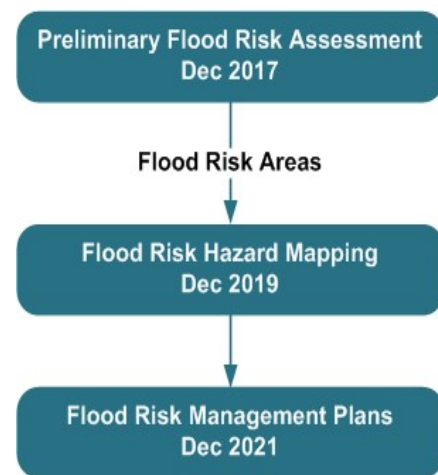 Preliminary Flood Risk Assessment
Dec 2017
Flood Risk Areas
Flood Risk Hazard Mapping
Dec 2019
Flood Risk Management Plans
Dec 2021